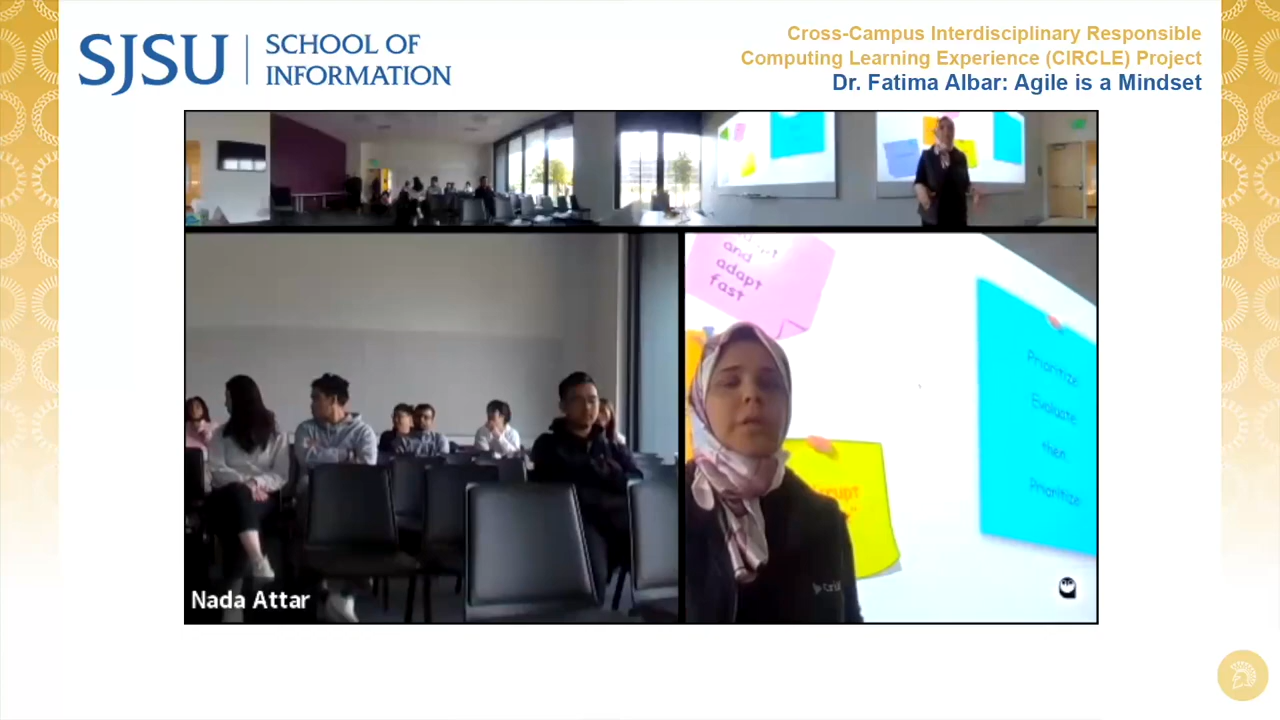 SJSU
SCHOOL OF
INFORMATION
Cross-Campus Interdisciplinary Responsible
Computing Learning Experience (CIRCLE) Project
Dr. Fatima Albar: Agile is a Mindset
and
adapt
fast
Prioritize
Evaluate
then
Prioritize
Nada Attar